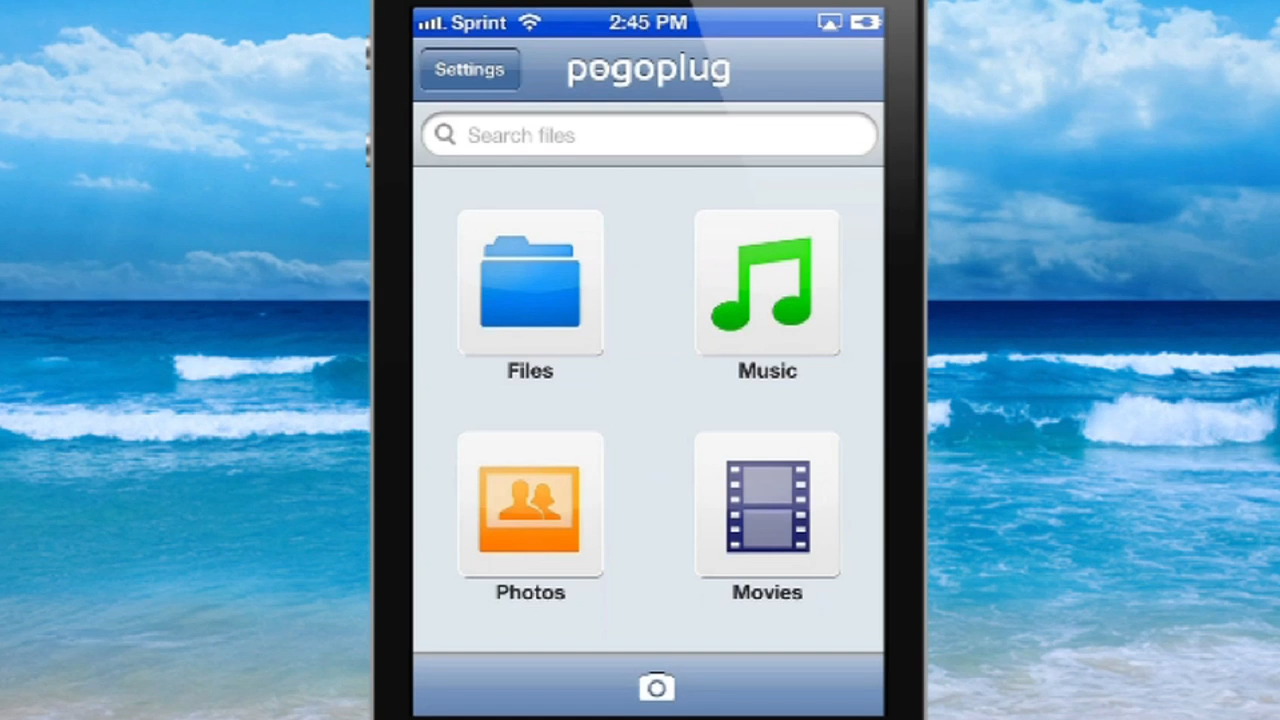 Sprint 2:45 PM
Settings pogoplug
Search files
Files Music
Photos Movies